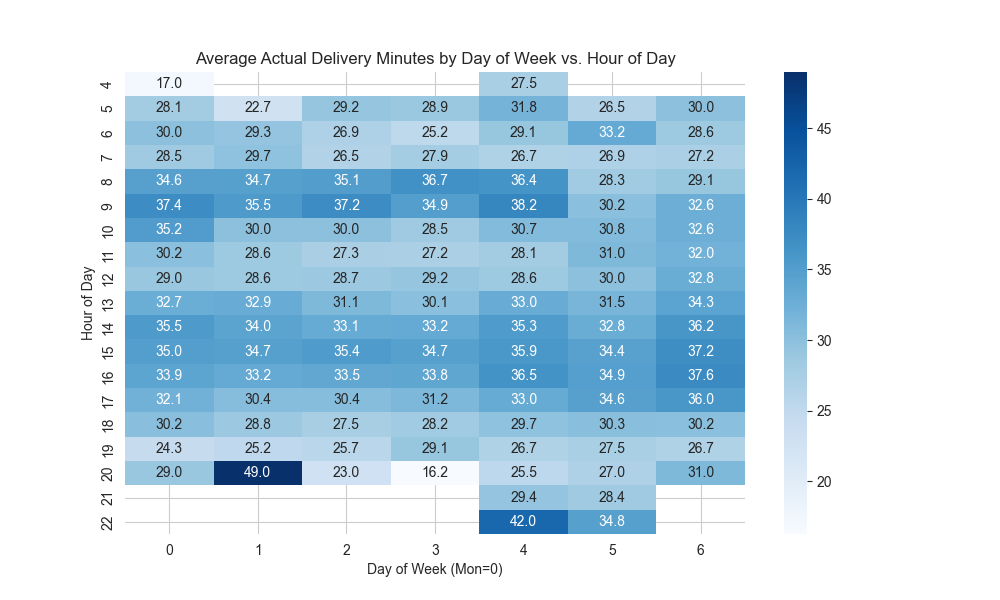 Average Actual Delivery Minutes by Day of Week vs. Hour of Day
4 17.0 27.5
5 28.1 22.7 29.2 28.9 31.8 26.5 30.0
6 30.0 29.3 26.9 25.2 29.1 33.2 28.6
7 28.5 29.7 26.5 27.9 26.7 26.9 27.2
8 34.6 34.7 35.1 36.7 36.4 28.3 29.1
9 37.4 35.5 37.2 34.9 38.2 30.2 32.6
10 35.2 30.0 30.0 28.5 30.7 30.8 32.6
11 30.2 28.6 27.3 27.2 28.1 31.0 32.0
12 29.0 28.6 28.7 29.2 28.6 30.0 32.8
13 32.7 32.9 31.1 30.1 33.0 31.5 34.3
14 35.5 34.0 33.1 33.2 35.3 32.8 36.2
15 35.0 34.7 35.4 34.7 35.9 34.4 37.2
16 33.9 33.2 33.5 33.8 36.5 34.9 37.6
17 32.1 30.4 30.4 31.2 33.0 34.6 36.0
18 30.2 28.8 27.5 28.2 29.7 30.3 30.2
19 24.3 25.2 25.7 29.1 26.7 27.5 26.7
20 29.0 49.0 23.0 16.2 25.5 27.0 31.0
21 29.4 28.4
22 42.0 34.8
0 1 2 3 4 5 6
Day of Week (Mon=0)
Hour of Day
45
40
35
30
25
20